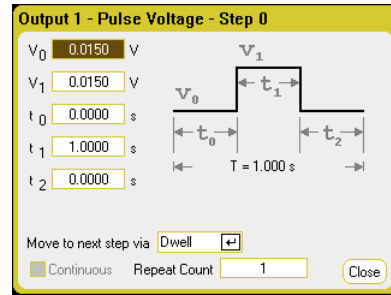 Output 1 - Pulse Voltage - Step 0
V0 0.0150 V
V1 0.0150 V
t0 0.0000 s
t1 1.0000 s
t2 0.0000 s
V1
V0
t1
t0
t2
T = 1.000 s
Move to next step via Dwell
Continuous Repeat Count 1
Close